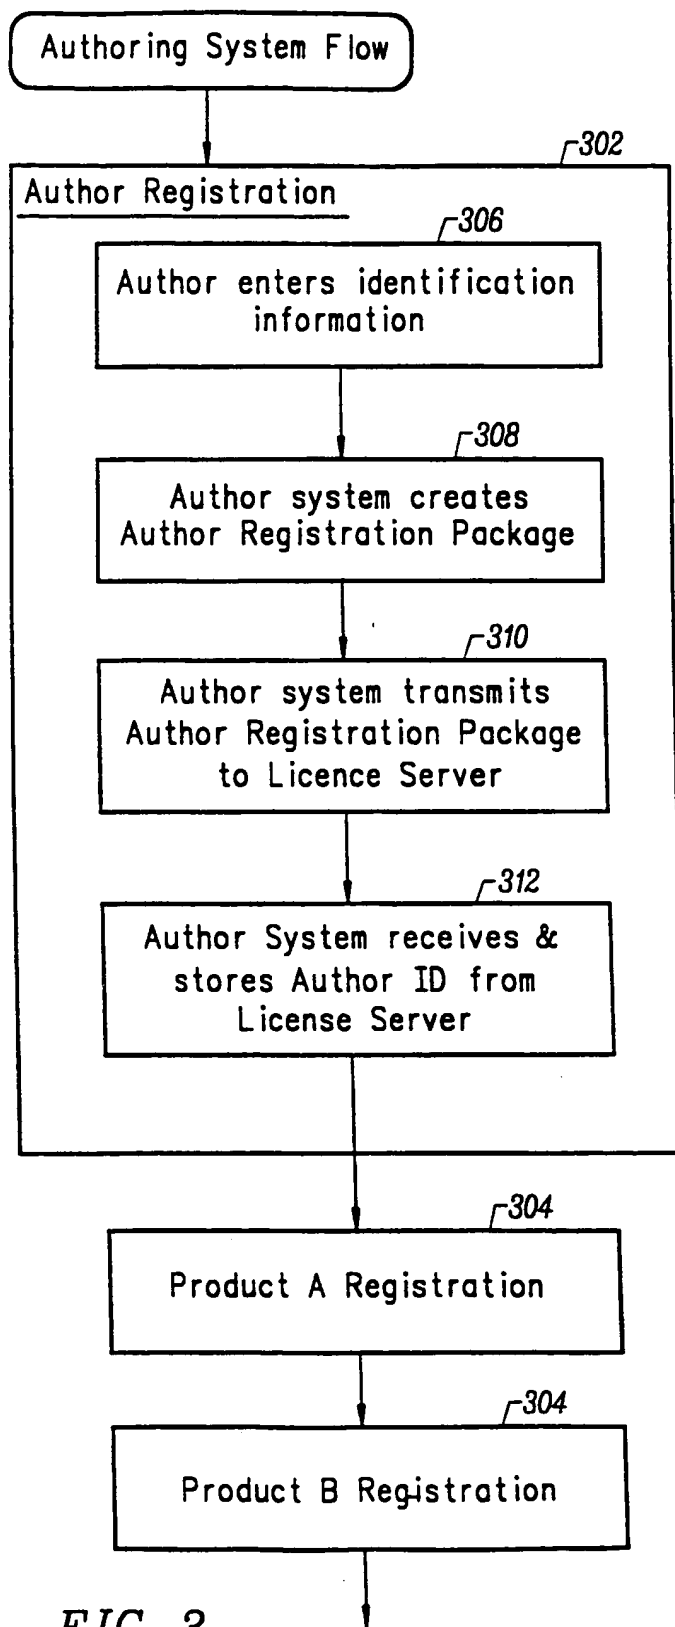 Authoring System Flow
302
Author Registration
306
Author enters identification
information
308
Author system creates
Author Registration Package
310
Author system transmits
Author Registration Package
to Licence Server
312
Author System receives &
stores Author ID from
License Server
304
Product A Registration
304
Product B Registration
FIG. 3